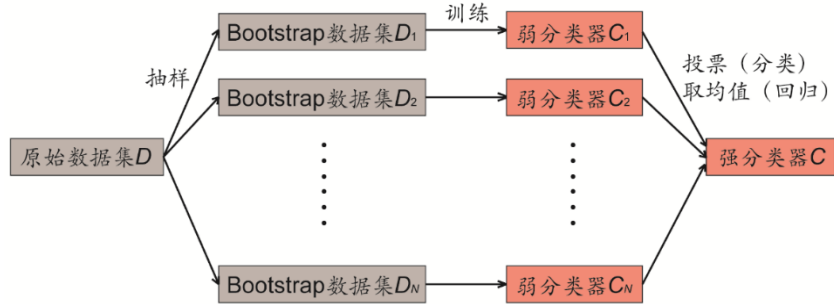 训练
Bootstrap数据集D1
弱分类器C1
抽样
投票（分类）
取均值（回归）
Bootstrap数据集D2
弱分类器C2
原始数据集D
强分类器C
Bootstrap数据集DN
弱分类器CN